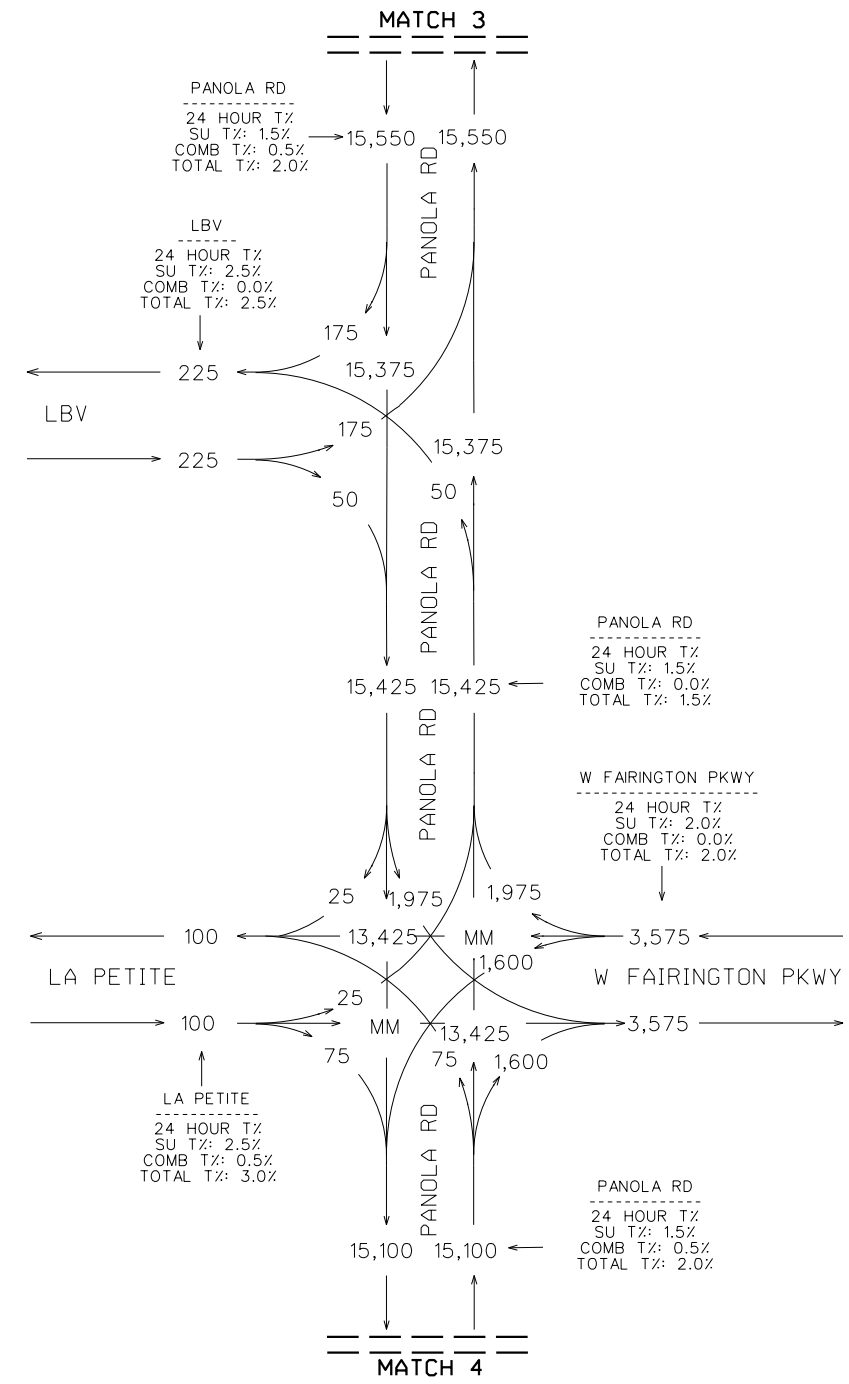 MATCH 3
PANOLA RD
24 HOUR T%
SU T%: 1.5%
COMB T%: 0.5%
TOTAL T%: 2.0%
15,550 15,550
PANOLA RD
LBV
24 HOUR T%
SU T%: 2.5%
COMB T%: 0.0%
TOTAL T%: 2.5%
175
225
15,375
LBV
175
15,375
225
50
50
PANOLA RD
PANOLA RD
24 HOUR T%
SU T%: 1.5%
COMB T%: 0.0%
TOTAL T%: 1.5%
15,425 15,425
PANOLA RD
W FAIRINGTON PKWY
24 HOUR T%
SU T%: 2.0%
COMB T%: 0.0%
TOTAL T%: 2.0%
25
1,975
1,975
100
13,425
MM
3,575
1,600
LA PETITE
W FAIRINGTON PKWY
25
100
MM
13,425
3,575
75
75
1,600
LA PETITE
24 HOUR T%
SU T%: 2.5%
COMB T%: 0.5%
TOTAL T%: 3.0%
PANOLA RD
PANOLA RD
24 HOUR T%
SU T%: 1.5%
COMB T%: 0.5%
TOTAL T%: 2.0%
15,100 15,100
MATCH 4